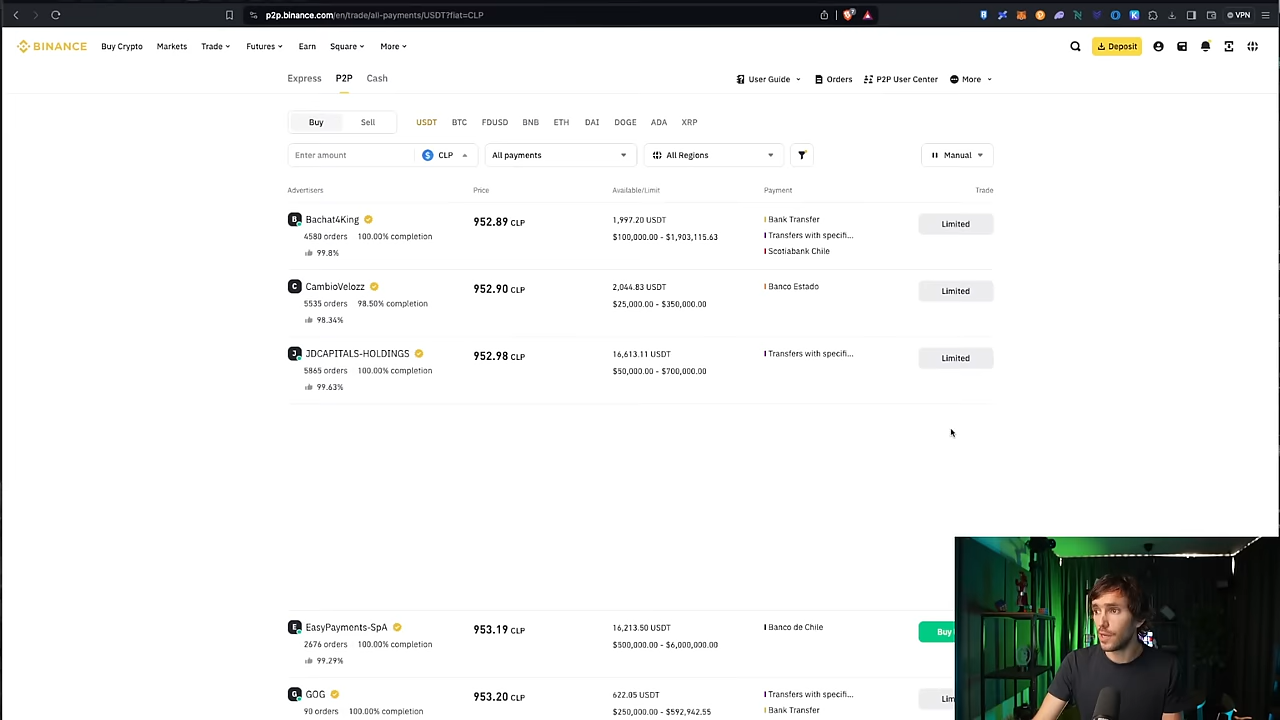 p2p.binance.com/en/trade/all-payments/USDT?fiat=CLP
VPN
BINANCE
Buy Crypto
Markets
Trade
Futures
Earn
Square
More
Deposit
Express
P2P
Cash
User Guide
Orders
P2P User Center
More
Buy
Sell
USDT
BTC
FDUSD
BNB
ETH
DAI
DOGE
ADA
XRP
Enter amount
CLP
All payments
All Regions
Manual
Advertisers
Price
Available/Limit
Payment
Trade
B
Bachat4King
4580 orders 100.00% completion
99.8%
952.89 CLP
1,997.20 USDT
$100,000.00 - $1,903,115.63
Bank Transfer
Transfers with specifi...
Scotiabank Chile
Limited
C
CambioVelozz
5535 orders 98.50% completion
98.34%
952.90 CLP
2,044.83 USDT
$25,000.00 - $350,000.00
Banco Estado
Limited
J
JDCAPITALS-HOLDINGS
5865 orders 100.00% completion
99.63%
952.98 CLP
16,613.11 USDT
$50,000.00 - $700,000.00
Transfers with specifi...
Limited
E
EasyPayments-SpA
2676 orders 100.00% completion
99.29%
953.19 CLP
16,213.50 USDT
$500,000.00 - $6,000,000.00
Banco de Chile
Buy
G
GOG
90 orders 100.00% completion
953.20 CLP
622.05 USDT
$250,000.00 - $592,942.55
Transfers with specifi...
Bank Transfer
Lim